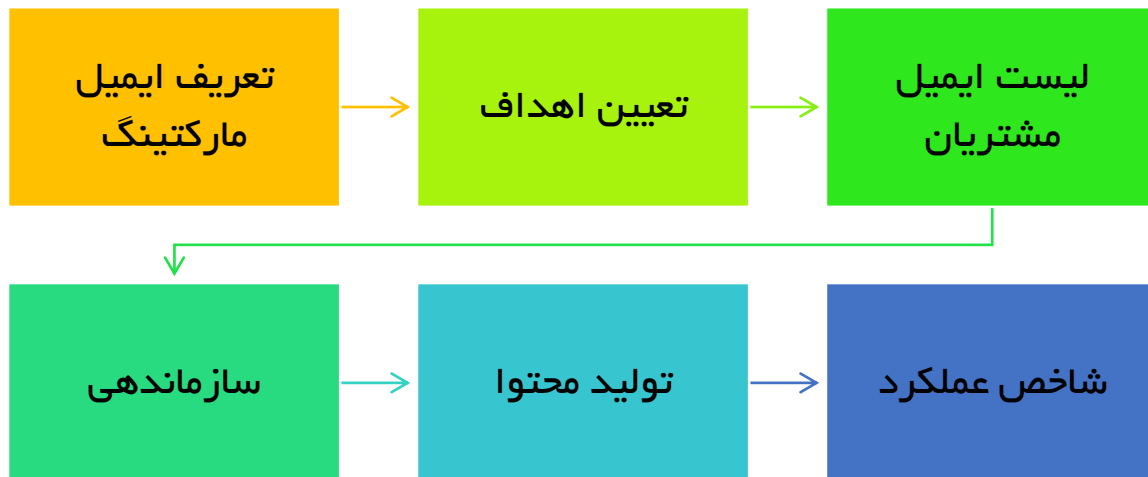 تعریف ایمیل
مارکتینگ
تعیین اهداف
لیست ایمیل
مشتریان
سازماندهی
تولید محتوا
شاخص عملکرد